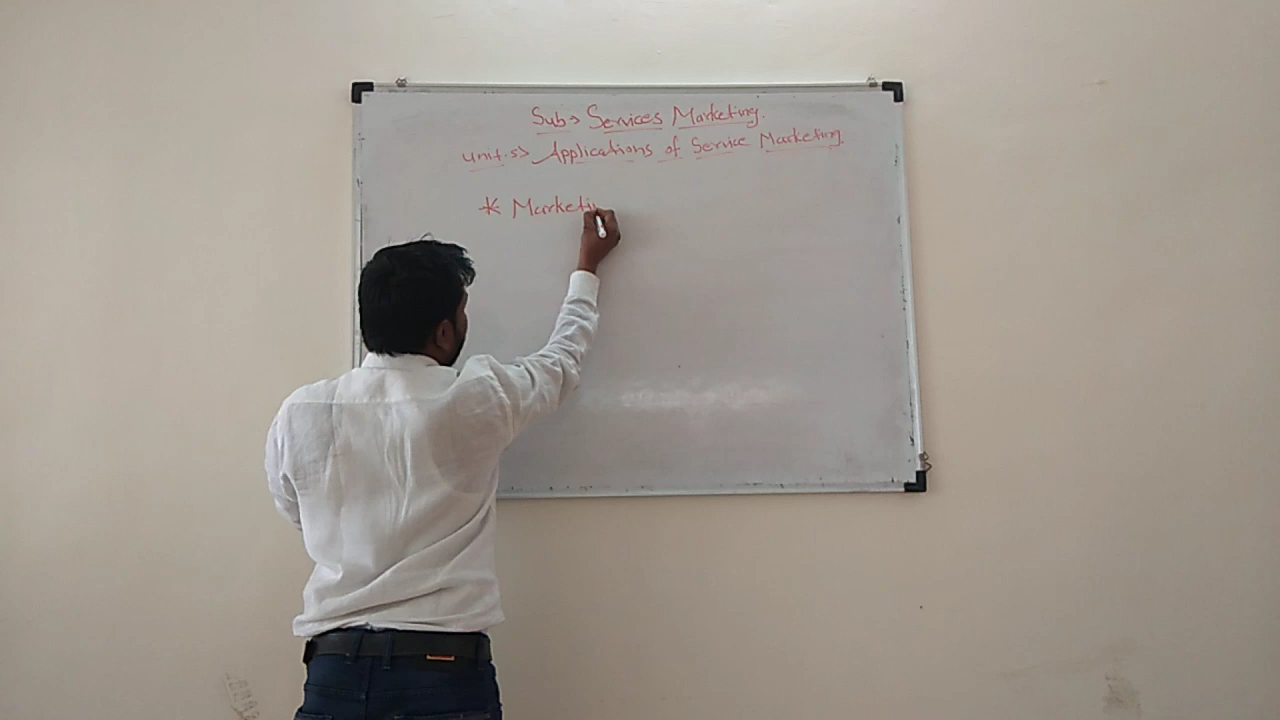 Sub→ Services Marketing.
Unit.5> Applications of Service Marketing.
* Marketi